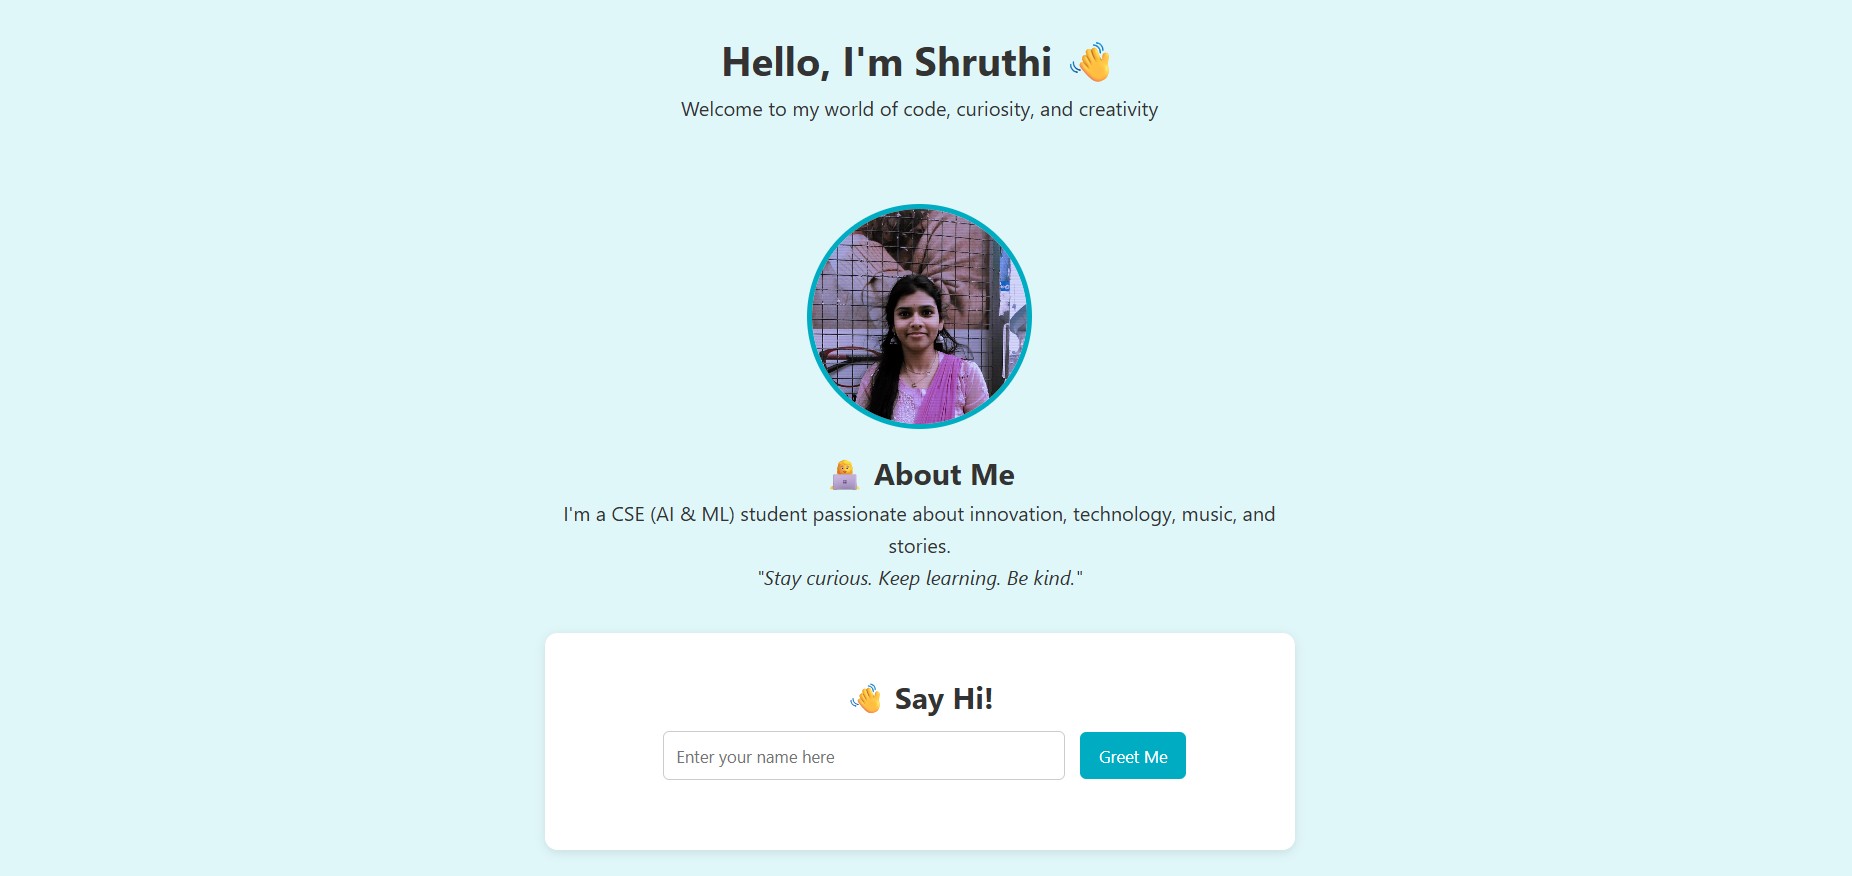 Hello, I'm Shruthi 👋
Welcome to my world of code, curiosity, and creativity
👩‍💻 About Me
I'm a CSE (AI & ML) student passionate about innovation, technology, music, and
stories.
"Stay curious. Keep learning. Be kind."
👋 Say Hi!
Enter your name here
Greet Me